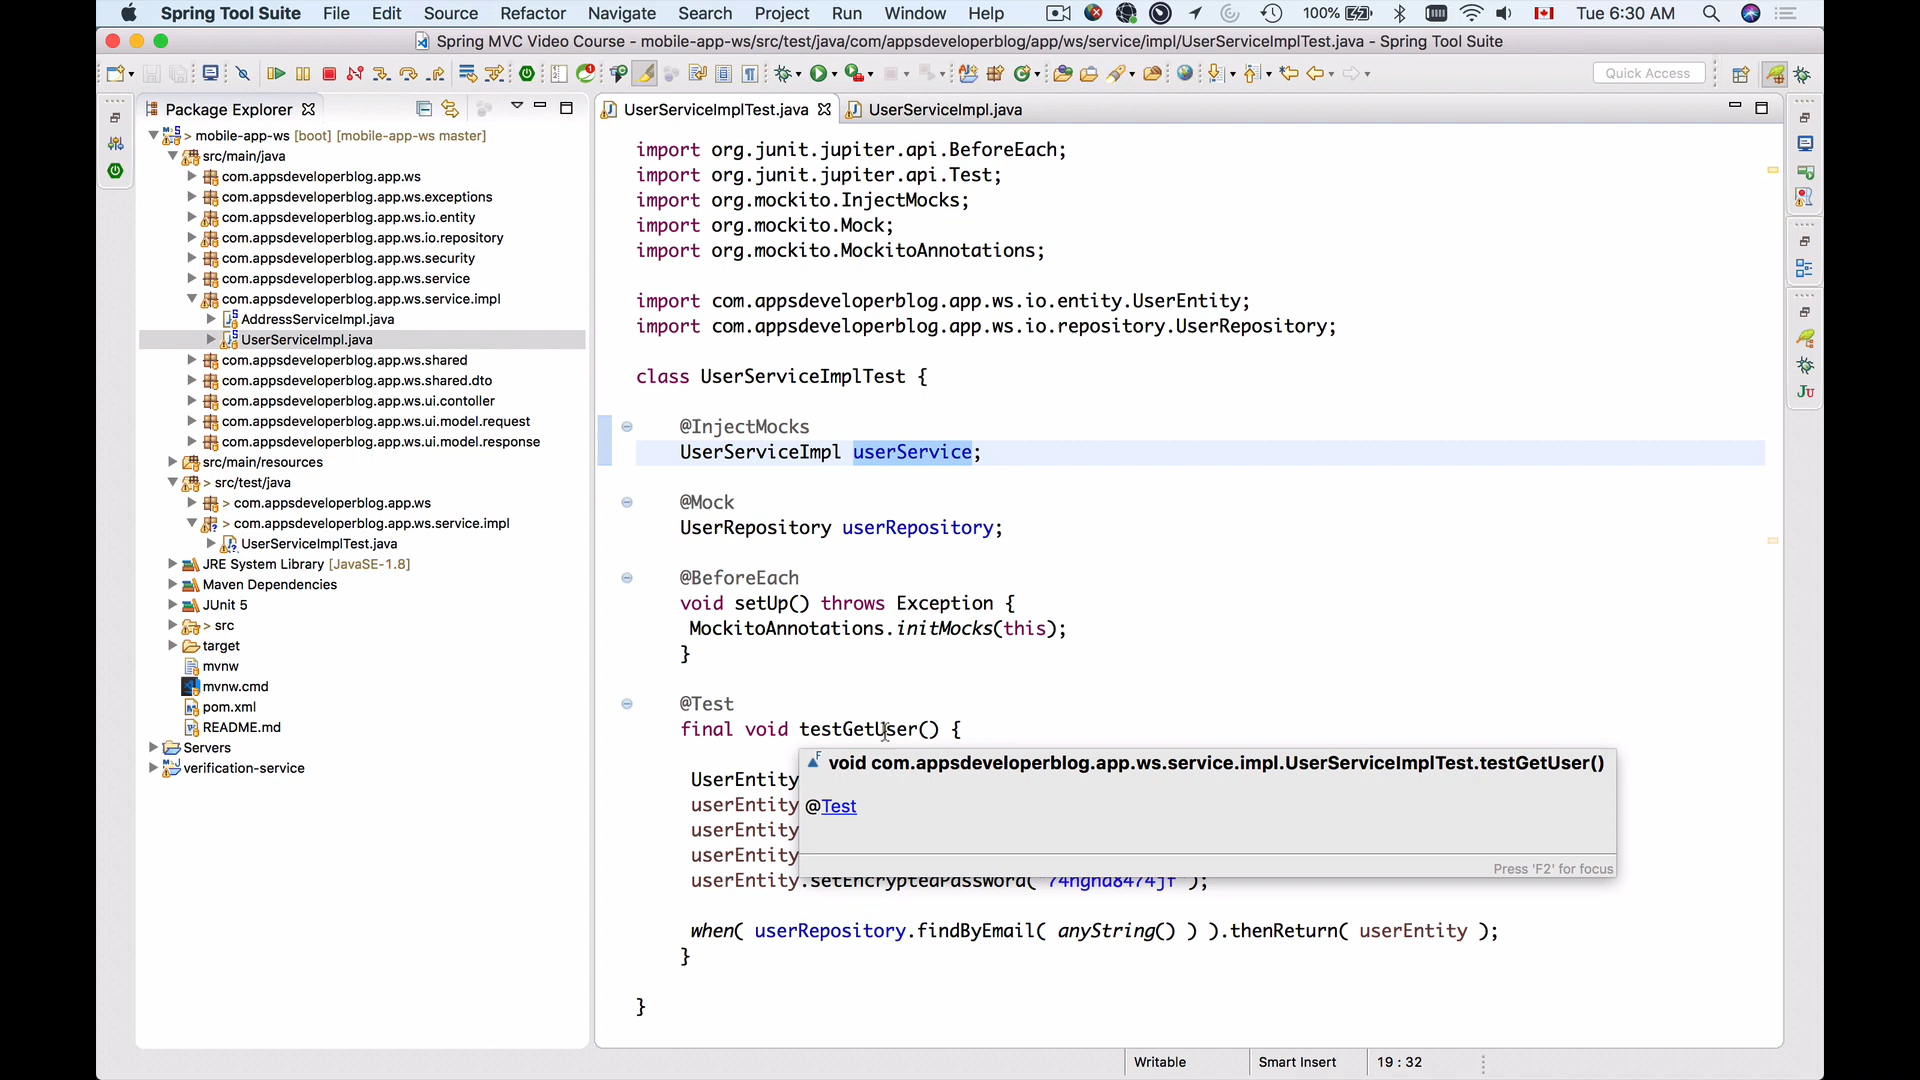 Spring Tool Suite File Edit Source Refactor Navigate Search Project Run Window Help 100% Tue 6:30 AM
Spring MVC Video Course - mobile-app-ws/src/test/java/com/appsdeveloperblog/app/ws/service/impl/UserServiceImplTest.java - Spring Tool Suite
Quick Access
Package Explorer
mobile-app-ws [boot] [mobile-app-ws master]
src/main/java
com.appsdeveloperblog.app.ws
com.appsdeveloperblog.app.ws.exceptions
com.appsdeveloperblog.app.ws.io.entity
com.appsdeveloperblog.app.ws.io.repository
com.appsdeveloperblog.app.ws.security
com.appsdeveloperblog.app.ws.service
com.appsdeveloperblog.app.ws.service.impl
AddressServiceImpl.java
UserServiceImpl.java
com.appsdeveloperblog.app.ws.shared
com.appsdeveloperblog.app.ws.shared.dto
com.appsdeveloperblog.app.ws.ui.contoller
com.appsdeveloperblog.app.ws.ui.model.request
com.appsdeveloperblog.app.ws.ui.model.response
src/main/resources
> src/test/java
> com.appsdeveloperblog.app.ws
> com.appsdeveloperblog.app.ws.service.impl
UserServiceImplTest.java
JRE System Library [JavaSE-1.8]
Maven Dependencies
JUnit 5
> src
target
mvnw
mvnw.cmd
pom.xml
README.md
Servers
verification-service
UserServiceImplTest.java UserServiceImpl.java
import org.junit.jupiter.api.BeforeEach;
import org.junit.jupiter.api.Test;
import org.mockito.InjectMocks;
import org.mockito.Mock;
import org.mockito.MockitoAnnotations;
import com.appsdeveloperblog.app.ws.io.entity.UserEntity;
import com.appsdeveloperblog.app.ws.io.repository.UserRepository;
class UserServiceImplTest {
@InjectMocks
UserServiceImpl userService;
@Mock
UserRepository userRepository;
@BeforeEach
void setUp() throws Exception {
MockitoAnnotations.initMocks(this);
}
@Test
final void testGetUser() {
void com.appsdeveloperblog.app.ws.service.impl.UserServiceImplTest.testGetUser()
@Test
Press 'F2' for focus
UserEntity
userEntity
userEntity
userEntity
userEntity.setEncryptedPassword("74hghd8474jf");
when( userRepository.findByEmail( anyString() ) ).thenReturn( userEntity );
}
}
Writable Smart Insert 19 : 32